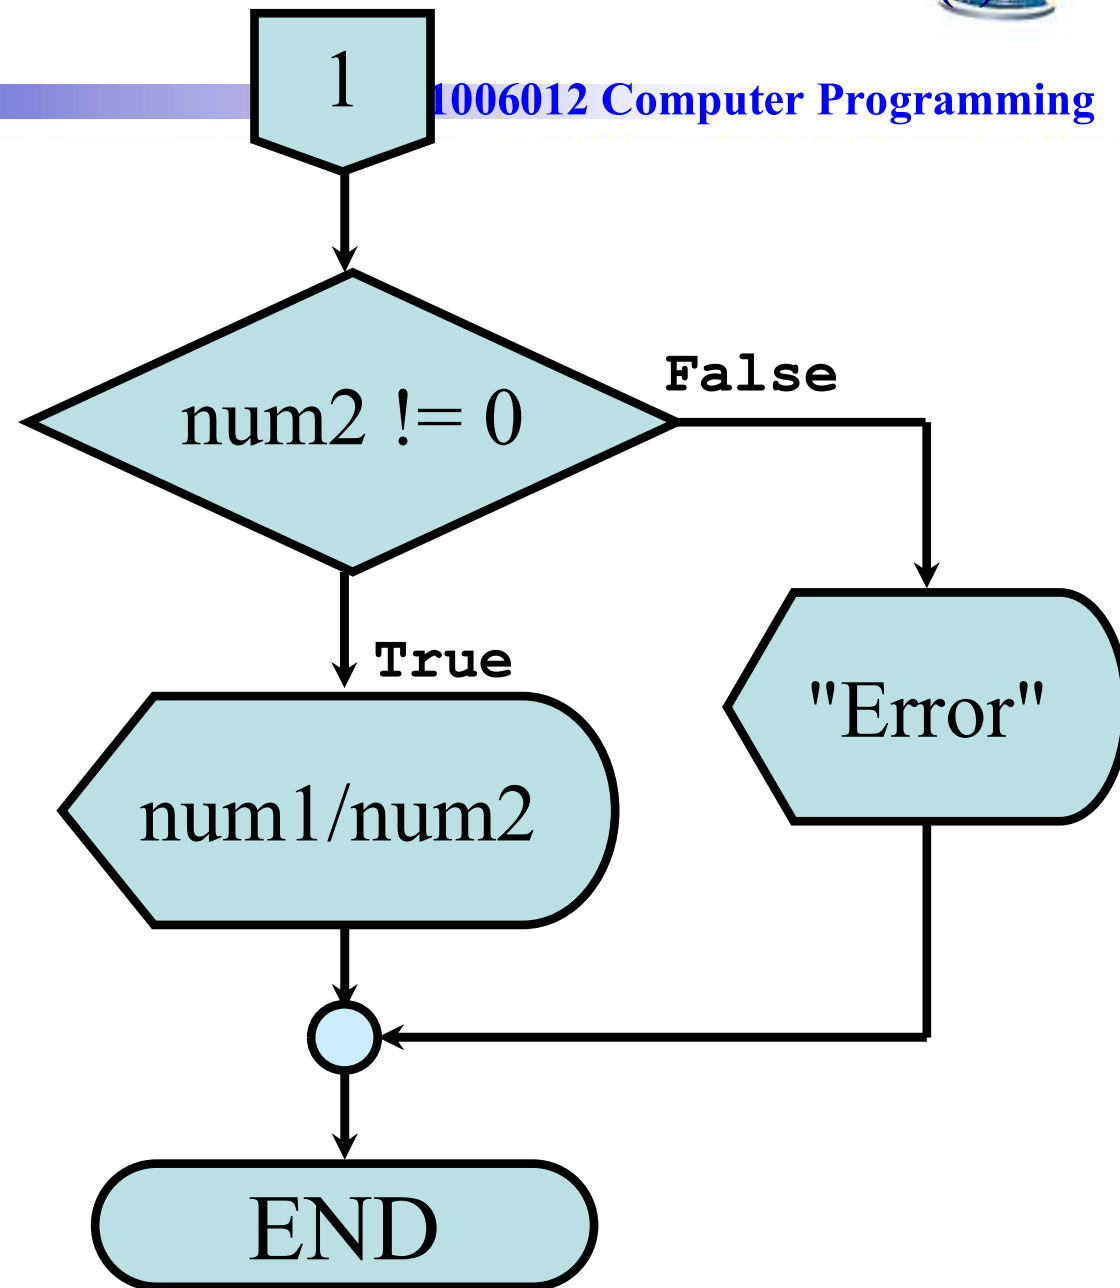 1
1006012 Computer Programming
num2 != 0
False
True
"Error"
num1/num2
END